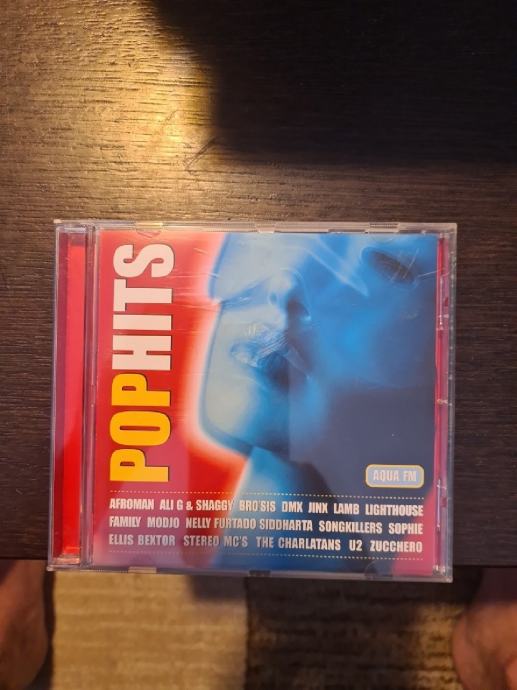 POPHITS
AQUA FM
AFROMAN ALI G & SHAGGY BRO'SIS DMX JINX LAMB LIGHTHOUSE
FAMILY MODJO NELLY FURTADO SIDDHARTA SONGKILLERS SOPHIE
ELLIS BEXTOR STEREO MC'S THE CHARLATANS U2 ZUCCHERO